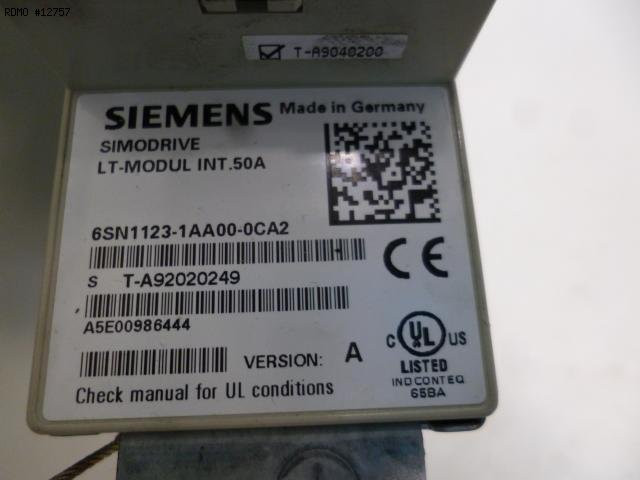 RDMO #12757
T-A9040200
SIEMENS Made in Germany
SIMODRIVE
LT-MODUL INT.50A
6SN1123-1AA00-0CA2
S T-A92020249
A5E00986444
VERSION: A
C UL US
LISTED
IND CONT EQ
65BA
Check manual for UL conditions